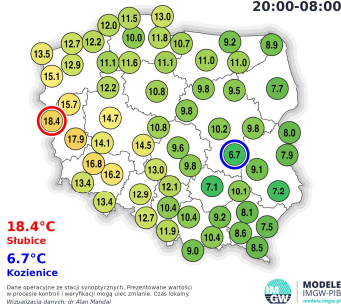 20:00-08:00
11.5 13.0
12.0
12.7 12.2 10.0 11.8 10.7 9.2 8.9
13.5
12.9 11.1 11.6 11.1 11.0 11.0
15.1
12.2 10.8 9.8 9.5 7.7
15.7
9.8
18.4 14.7 10.8 10.2 9.8 8.0
17.9 14.1 14.5 9.6 6.7 7.9
16.8 13.0 9.8 9.1
16.2
13.4 12.9 12.1 7.1 10.1 7.2
13.4 10.4
12.7 10.4 9.2 8.1
11.9 10.4 8.6 7.5
9.0 8.5
18.4°C
Słubice
6.7°C
Kozienice
Dane operacyjne ze stacji synoptycznych. Prezentowane wartości
w procesie kontroli i weryfikacji mogą ulec zmianie. Czas lokalny.
Wizualizacja danych: dr Alan Mandal
IMGW
MODELE
IMGW-PIB
modele.imgw.pl